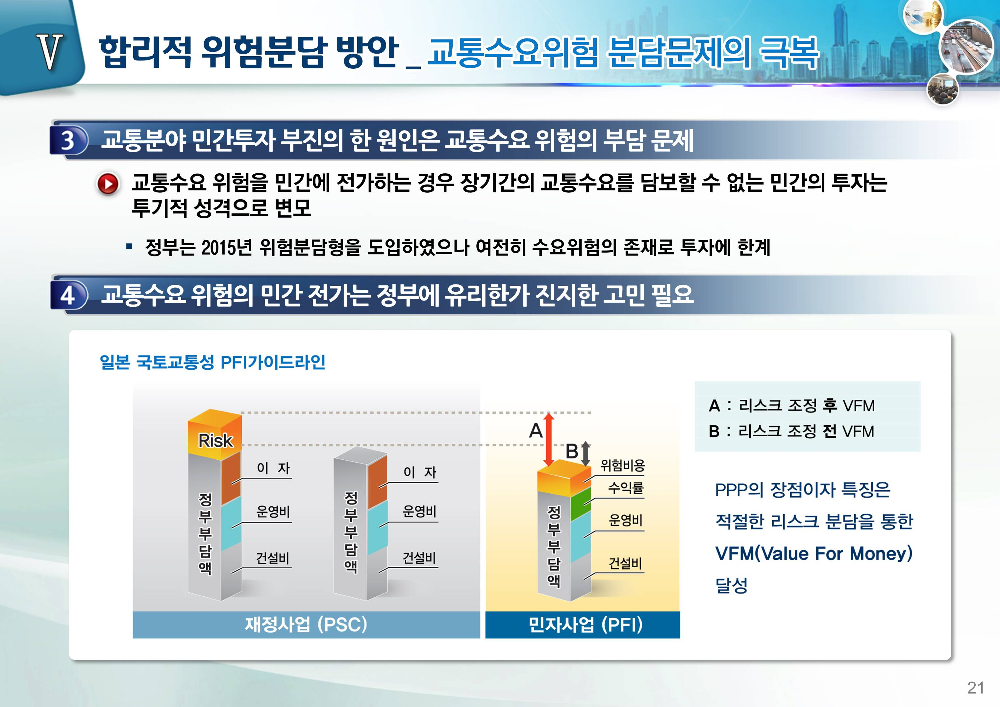 V
합리적 위험분담 방안 _ 교통수요위험 분담문제의 극복
3 교통분야 민간투자 부진의 한 원인은 교통수요 위험의 부담 문제
교통수요 위험을 민간에 전가하는 경우 장기간의 교통수요를 담보할 수 없는 민간의 투자는
투기적 성격으로 변모
▪ 정부는 2015년 위험분담형을 도입하였으나 여전히 수요위험의 존재로 투자에 한계
4 교통수요 위험의 민간 전가는 정부에 유리한가 진지한 고민 필요
일본 국토교통성 PFI가이드라인
Risk
이 자
운영비
건설비
정부부담액
이 자
운영비
건설비
정부부담액
재정사업 (PSC)
A
B
위험비용
수익률
운영비
건설비
정부부담액
민자사업 (PFI)
A : 리스크 조정 후 VFM
B : 리스크 조정 전 VFM
PPP의 장점이자 특징은
적절한 리스크 분담을 통한
VFM(Value For Money)
달성
21